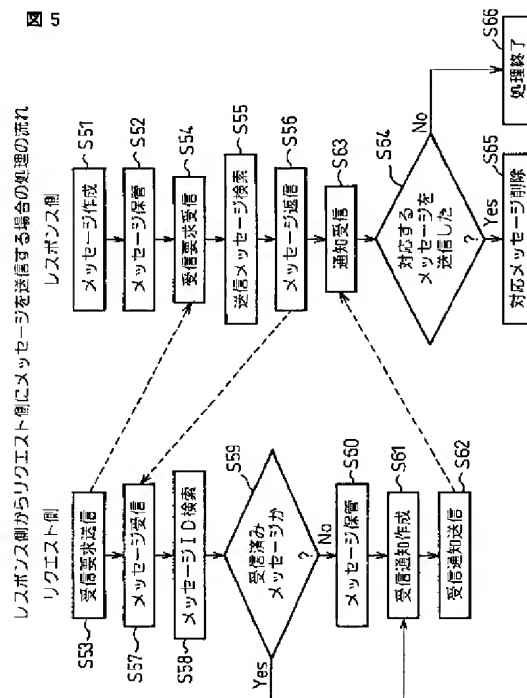 図 5
レスポンス側からリクエスト側にメッセージを送信する場合の処理の流れ
リクエスト側
レスポンス側
メッセージ作成
S51
メッセージ保管
S52
受信要求送信
S53
受信要求受信
S54
送信メッセージ検索
S55
メッセージ返信
S56
メッセージ受信
S57
メッセージID検索
S58
受信済み
メッセージか
?
S59
Yes
No
メッセージ保管
S60
受信通知作成
S61
受信通知送信
S62
通知受信
S63
対応する
メッセージを
送信した
?
S64
Yes
No
対応メッセージ削除
S65
処理終了
S66